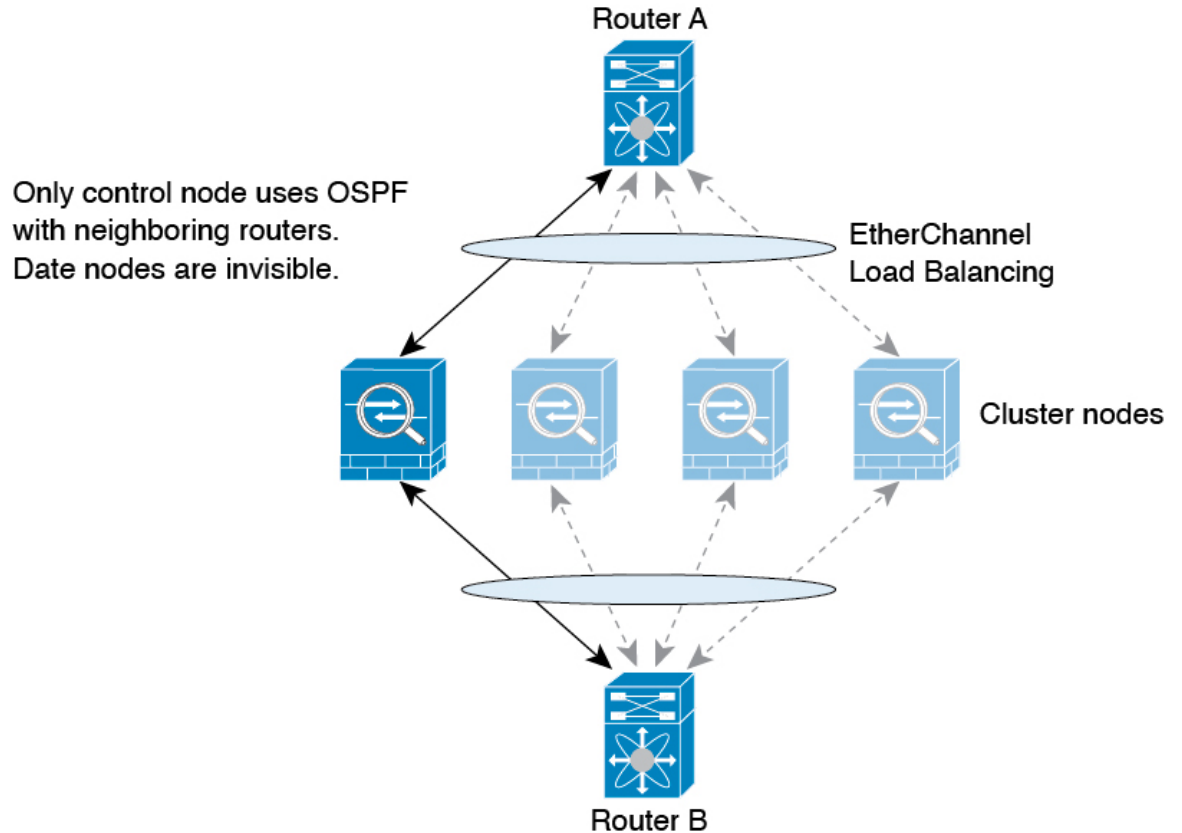 Router A
Only control node uses OSPF
with neighboring routers.
Date nodes are invisible.
EtherChannel
Load Balancing
Cluster nodes
Router B